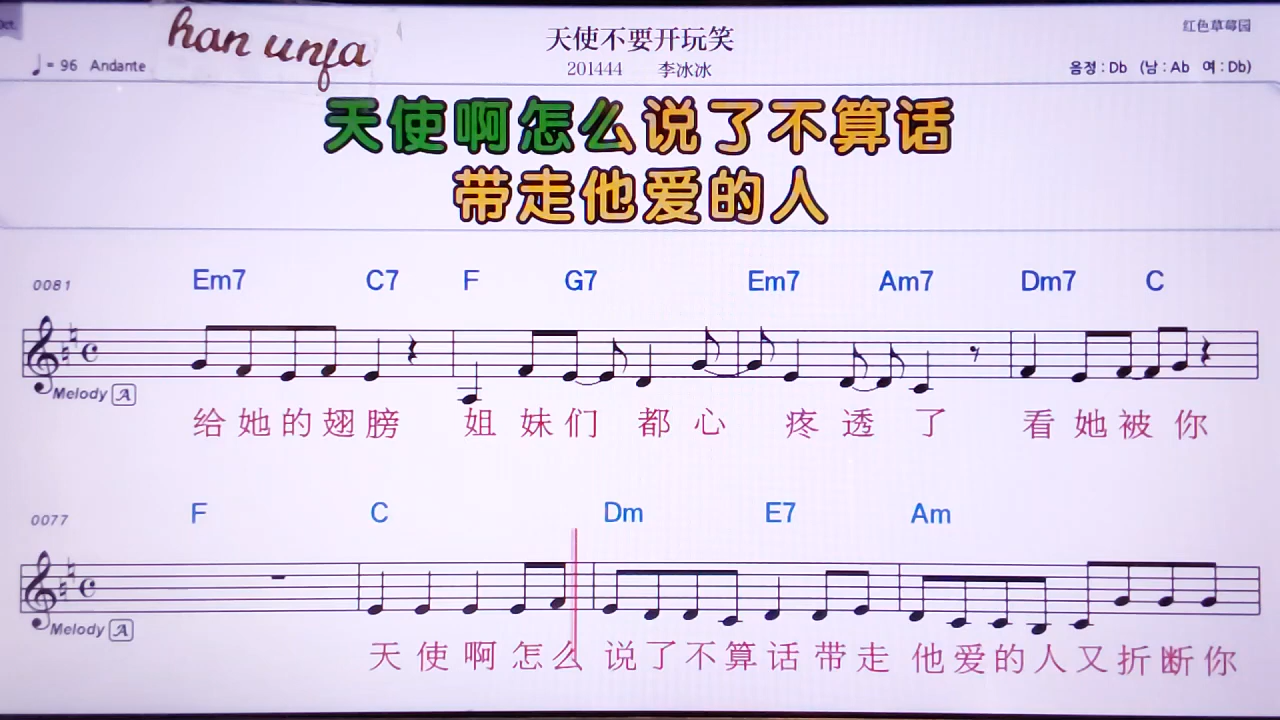 Oct.
han unfa
天使不要开玩笑
红色草莓园
♩= 96 Andante
201444 李冰冰
음정 : Db (남 : Ab 여 : Db)
天使啊怎么说了不算话
带走他爱的人
0081 Em7 C7 F G7 Em7 Am7 Dm7 C
Melody A
给她的翅膀 姐妹们都心疼透了 看她被你
0077 F C Dm E7 Am
Melody A
天使啊怎么说了不算话带走他爱的人又折断你